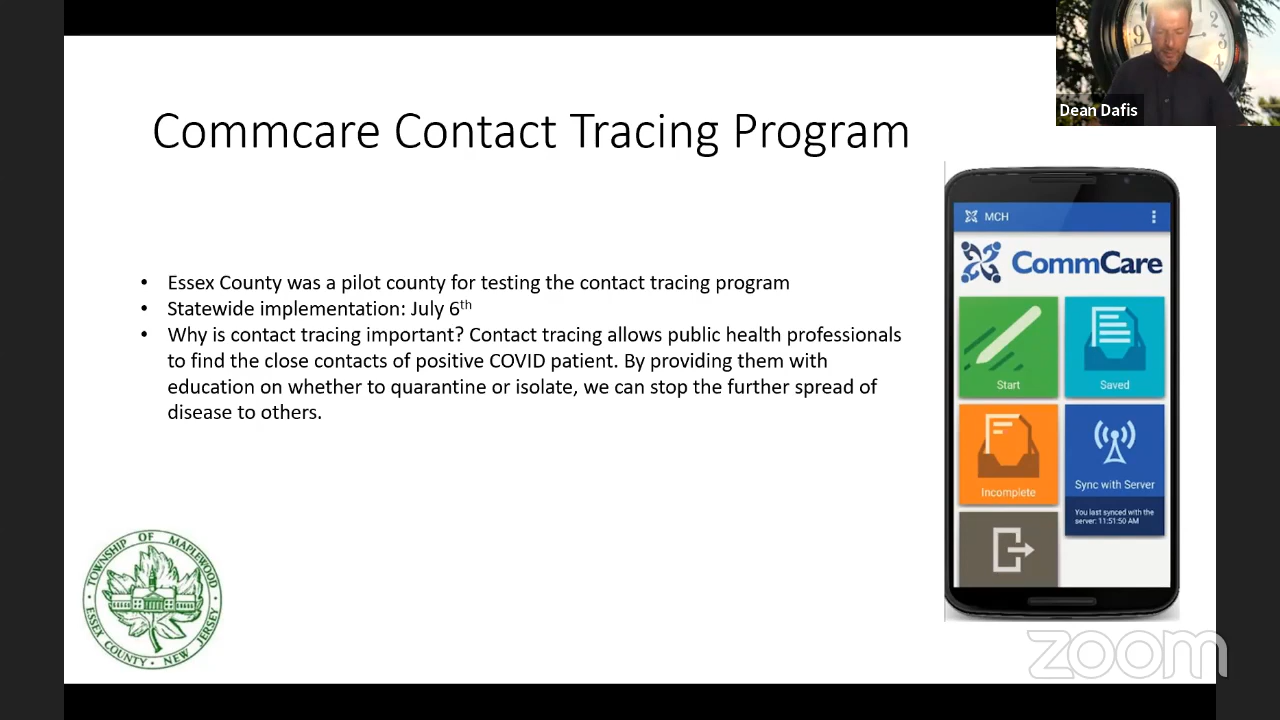 Commcare Contact Tracing Program
Dean Dafis
2
3
4
9
• Essex County was a pilot county for testing the contact tracing program
• Statewide implementation: July 6th
• Why is contact tracing important? Contact tracing allows public health professionals
to find the close contacts of positive COVID patient. By providing them with
education on whether to quarantine or isolate, we can stop the further spread of
disease to others.
MCH
CommCare
Start
Saved
Incomplete
Sync with Server
You last synced with the
server: 11:51:50 AM
TOWNSHIP OF MAPLEWOOD
ESSEX COUNTY · NEW JERSEY
zoom